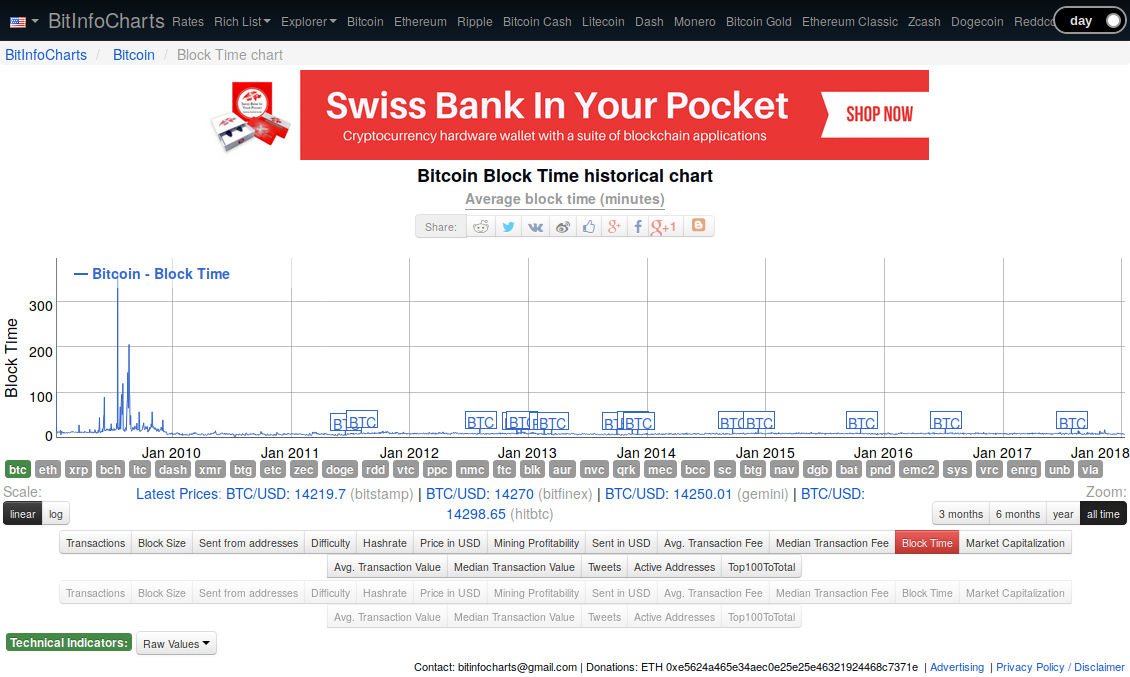 BitInfoCharts Rates Rich List Explorer Bitcoin Ethereum Ripple Bitcoin Cash Litecoin Dash Monero Bitcoin Gold Ethereum Classic Zcash Dogecoin Reddco day
BitInfoCharts / Bitcoin / Block Time chart
Swiss Bank In Your Pocket
Cryptocurrency hardware wallet with a suite of blockchain applications
SHOP NOW
Bitcoin Block Time historical chart
Average block time (minutes)
Share: +1
Bitcoin - Block Time
Block Time
300
200
100
0
BTC BTC BTC BTC BTC BTC BTC BTC BTC BTC BTC
Jan 2010 Jan 2011 Jan 2012 Jan 2013 Jan 2014 Jan 2015 Jan 2016 Jan 2017 Jan 2018
btc eth xrp bch ltc dash xmr btg etc zec doge rdd vtc ppc nmc ftc blk aur nvc qrk mec bcc sc btg nav dgb bat pnd emc2 sys vrc enrg unb via
Scale:
linear log
Latest Prices: BTC/USD: 14219.7 (bitstamp) | BTC/USD: 14270 (bitfinex) | BTC/USD: 14250.01 (gemini) | BTC/USD:
14298.65 (hitbtc)
Zoom:
3 months 6 months year all time
Transactions Block Size Sent from addresses Difficulty Hashrate Price in USD Mining Profitability Sent in USD Avg. Transaction Fee Median Transaction Fee Block Time Market Capitalization
Avg. Transaction Value Median Transaction Value Tweets Active Addresses Top100ToTotal
Transactions Block Size Sent from addresses Difficulty Hashrate Price in USD Mining Profitability Sent in USD Avg. Transaction Fee Median Transaction Fee Block Time Market Capitalization
Avg. Transaction Value Median Transaction Value Tweets Active Addresses Top100ToTotal
Technical Indicators: Raw Values
Contact: bitinfocharts@gmail.com | Donations: ETH 0xe5624a465e34aec0e25e25e46321924468c7371e | Advertising | Privacy Policy / Disclaimer